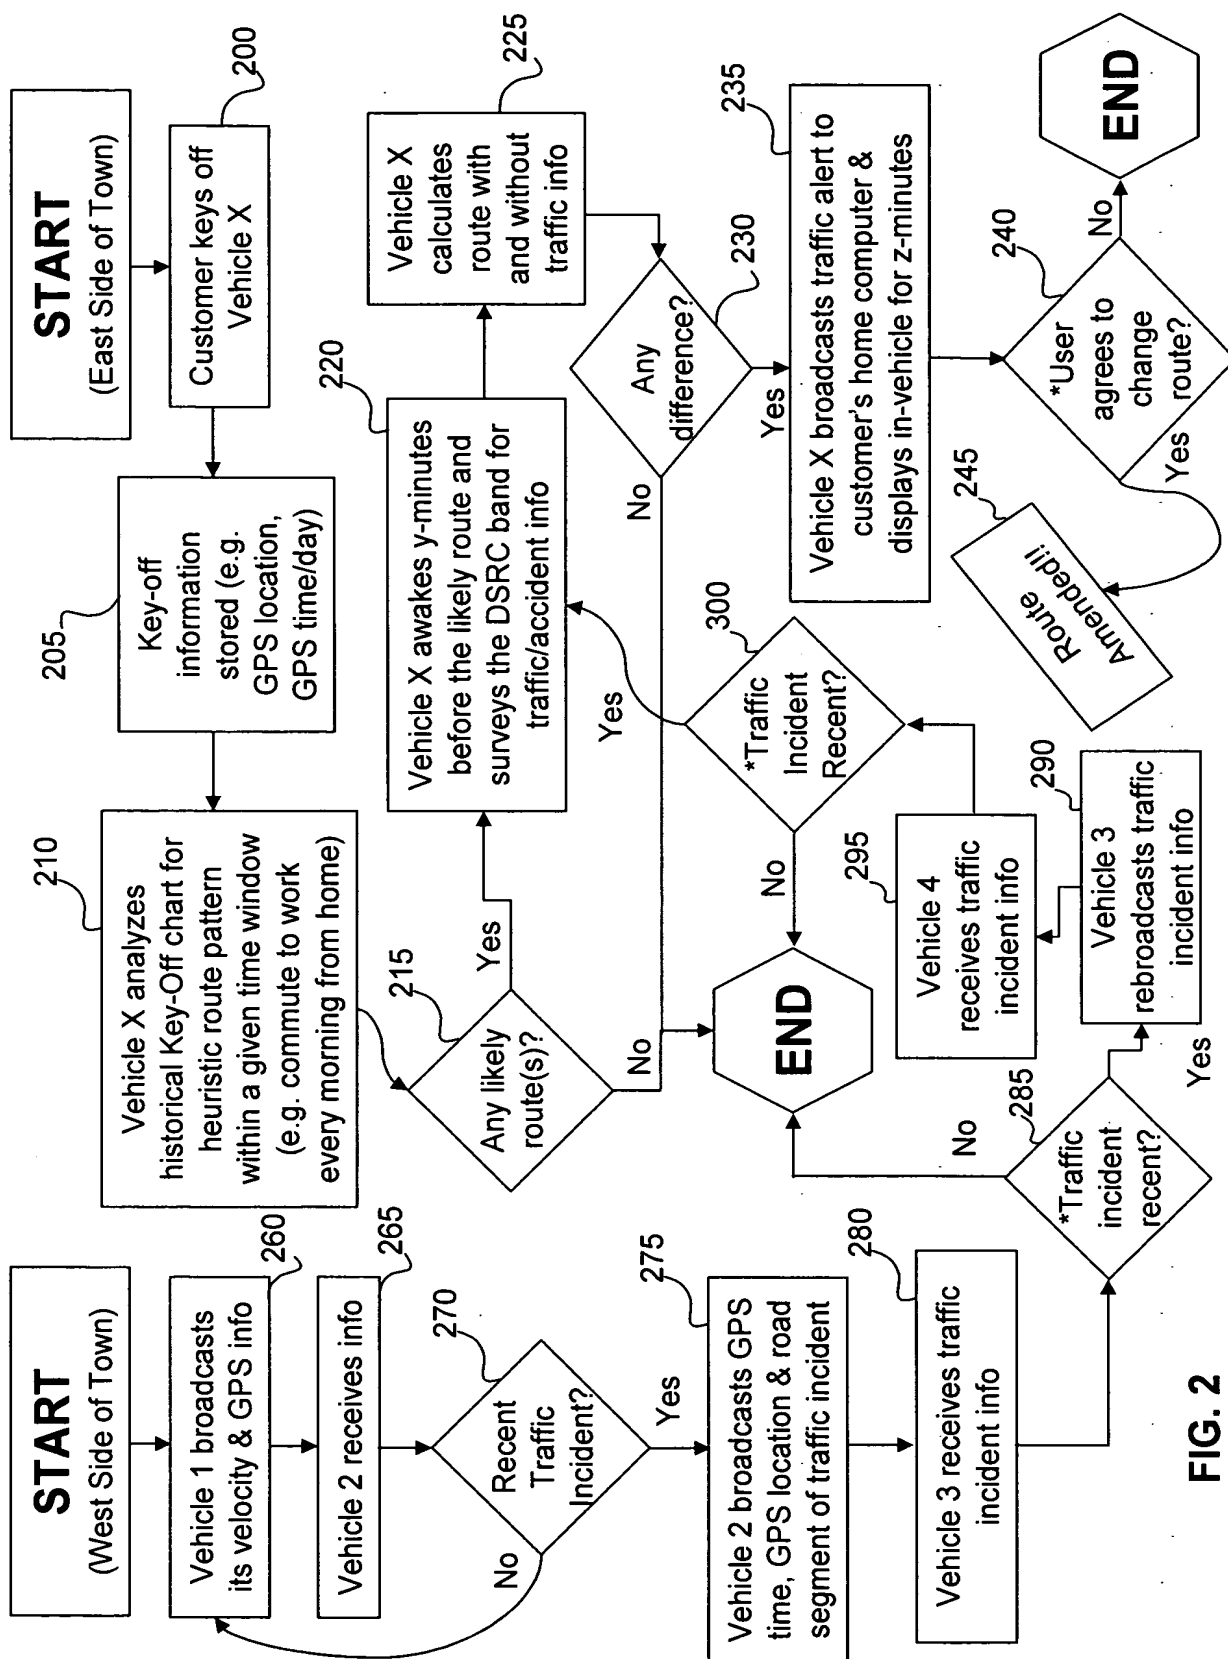 START
(West Side of Town)
Vehicle 1 broadcasts
its velocity & GPS info
260
Vehicle 2 receives info
265
Recent
Traffic
Incident?
270
No
Yes
Vehicle 2 broadcasts GPS
time, GPS location & road
segment of traffic incident
275
Vehicle 3 receives traffic
incident info
280
*Traffic
incident
recent?
285
No
Yes
Vehicle 3
rebroadcasts traffic
incident info
290
Vehicle 4
receives traffic
incident info
295
*Traffic
Incident
Recent?
300
No
Yes
END
START
(East Side of Town)
Customer keys off
Vehicle X
200
Key-off
information
stored (e.g.
GPS location,
GPS time/day)
205
Vehicle X analyzes
historical Key-Off chart for
heuristic route pattern
within a given time window
(e.g. commute to work
every morning from home)
210
Any likely
route(s)?
215
Yes
No
Vehicle X awakes y-minutes
before the likely route and
surveys the DSRC band for
traffic/accident info
220
Vehicle X
calculates
route with
and without
traffic info
225
Any
difference?
230
No
Yes
Vehicle X broadcasts traffic alert to
customer's home computer &
displays in-vehicle for z-minutes
235
*User
agrees to
change
route?
240
No
END
Yes
Route
Amended!!
245
FIG. 2